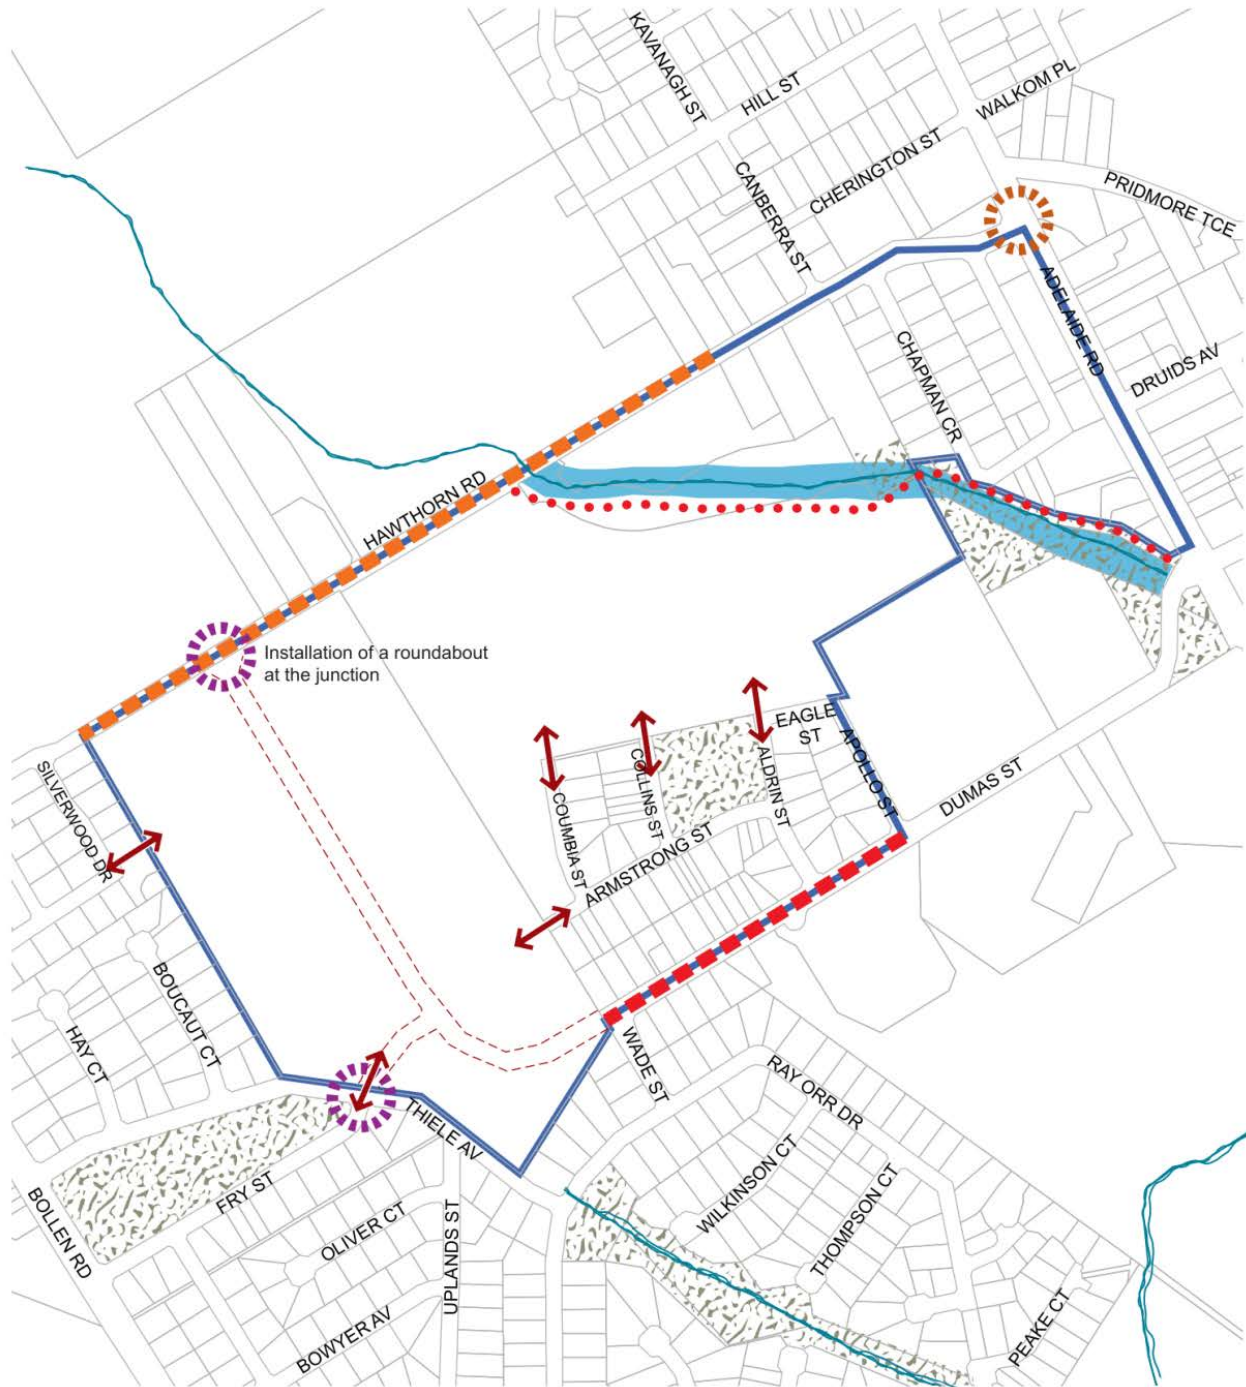 KAVANAGH ST
HILL ST
WALKOM PL
CANBERRA ST
CHERINGTON ST
PRIDMORE TCE
ADELAIDE RD
CHAPMAN CR
DRUIDS AV
HAWTHORN RD
Installation of a roundabout
at the junction
EAGLE
ST
SILVERWOOD DR
COLLINS ST
ALDRIN ST
APOLLO ST
DUMAS ST
COLUMBIA ST
ARMSTRONG ST
BOUCAUT CT
HAY CT
WADE ST
RAY ORR DR
THIELE AV
FRY ST
WILKINSON CT
BOLLEN RD
OLIVER CT
UPLANDS ST
THOMPSON CT
BOWYER AV
PEAKE CT